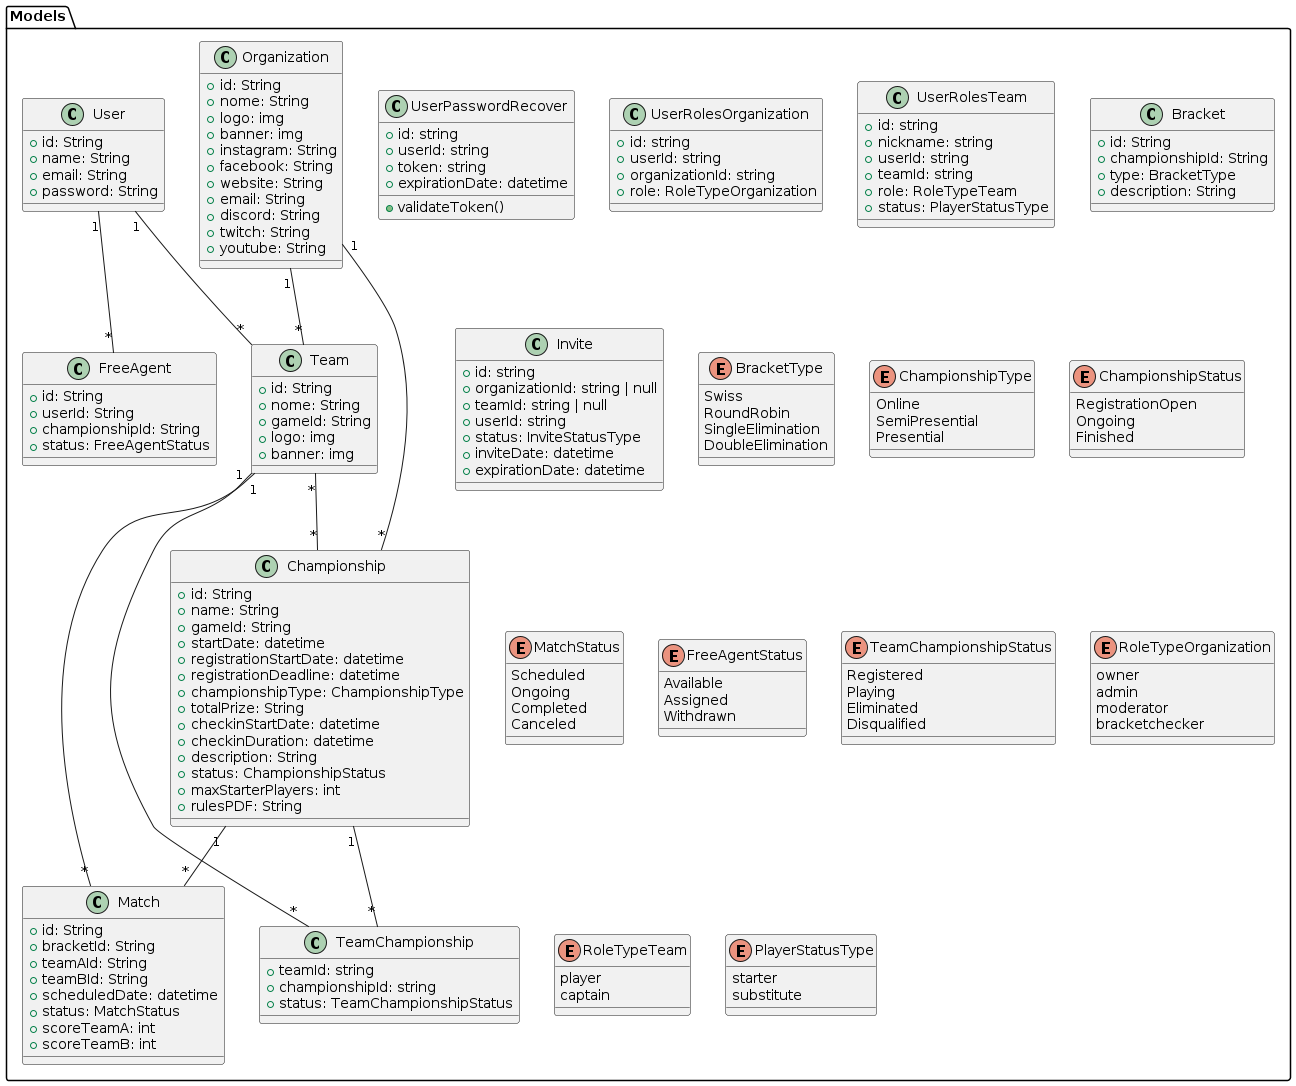 Models
User
id: String
name: String
email: String
password: String
Organization
id: String
nome: String
logo: img
banner: img
instagram: String
facebook: String
website: String
email: String
discord: String
twitch: String
youtube: String
UserPasswordRecover
id: string
userId: string
token: string
expirationDate: datetime
validateToken()
UserRolesOrganization
id: string
userId: string
organizationId: string
role: RoleTypeOrganization
UserRolesTeam
id: string
nickname: string
userId: string
teamId: string
role: RoleTypeTeam
status: PlayerStatusType
Bracket
id: String
championshipId: String
type: BracketType
description: String
1
1
1
1
*
*
*
FreeAgent
id: String
userId: String
championshipId: String
status: FreeAgentStatus
Team
id: String
nome: String
gameId: String
logo: img
banner: img
Invite
id: string
organizationId: string | null
teamId: string | null
userId: string
status: InviteStatusType
inviteDate: datetime
expirationDate: datetime
BracketType
Swiss
RoundRobin
SingleElimination
DoubleElimination
ChampionshipType
Online
SemiPresential
Presential
ChampionshipStatus
RegistrationOpen
Ongoing
Finished
1
1
*
*
*
Championship
id: String
name: String
gameId: String
startDate: datetime
registrationStartDate: datetime
registrationDeadline: datetime
championshipType: ChampionshipType
totalPrize: String
checkinStartDate: datetime
checkinDuration: datetime
description: String
status: ChampionshipStatus
maxStarterPlayers: int
rulesPDF: String
MatchStatus
Scheduled
Ongoing
Completed
Canceled
FreeAgentStatus
Available
Assigned
Withdrawn
TeamChampionshipStatus
Registered
Playing
Eliminated
Disqualified
RoleTypeOrganization
owner
admin
moderator
bracketchecker
1
1
*
*
*
*
Match
id: String
bracketId: String
teamAId: String
teamBId: String
scheduledDate: datetime
status: MatchStatus
scoreTeamA: int
scoreTeamB: int
TeamChampionship
teamId: string
championshipId: string
status: TeamChampionshipStatus
RoleTypeTeam
player
captain
PlayerStatusType
starter
substitute